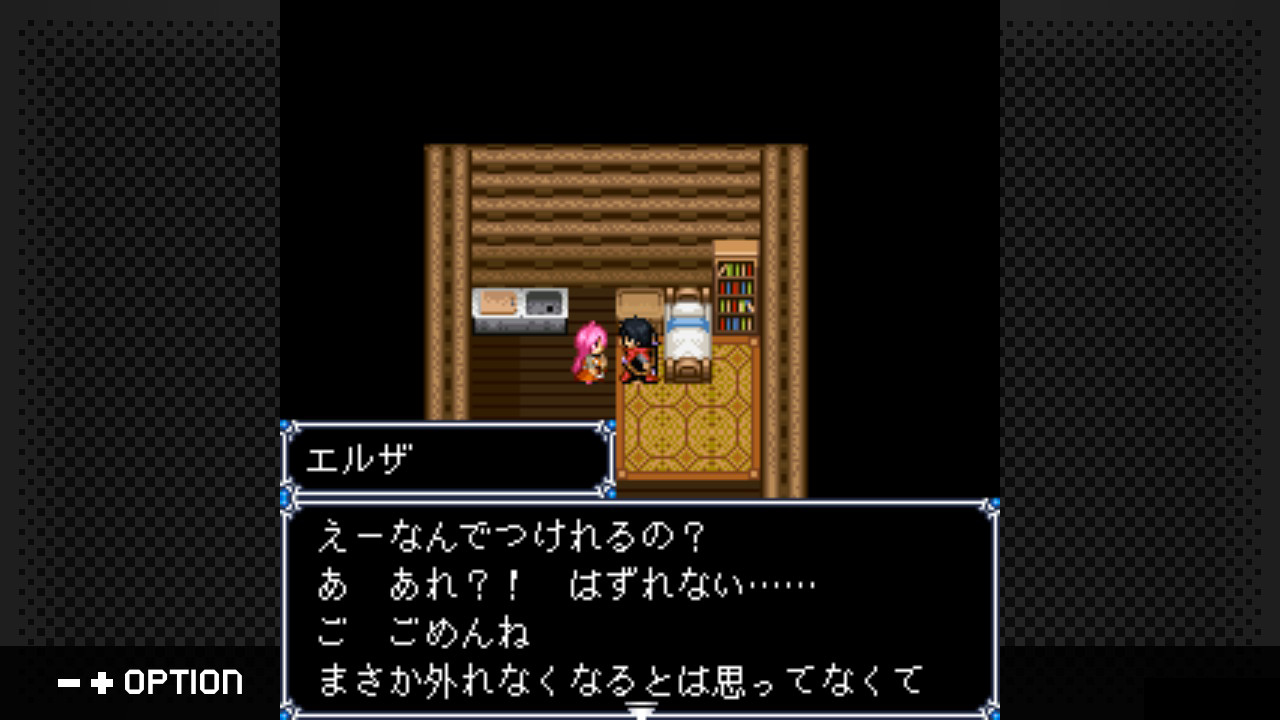 エルザ
えーなんでつけれるの？
あ　あれ？！　はずれない……
ご　ごめんね
まさか外れなくなるとは思ってなくて
OPTION